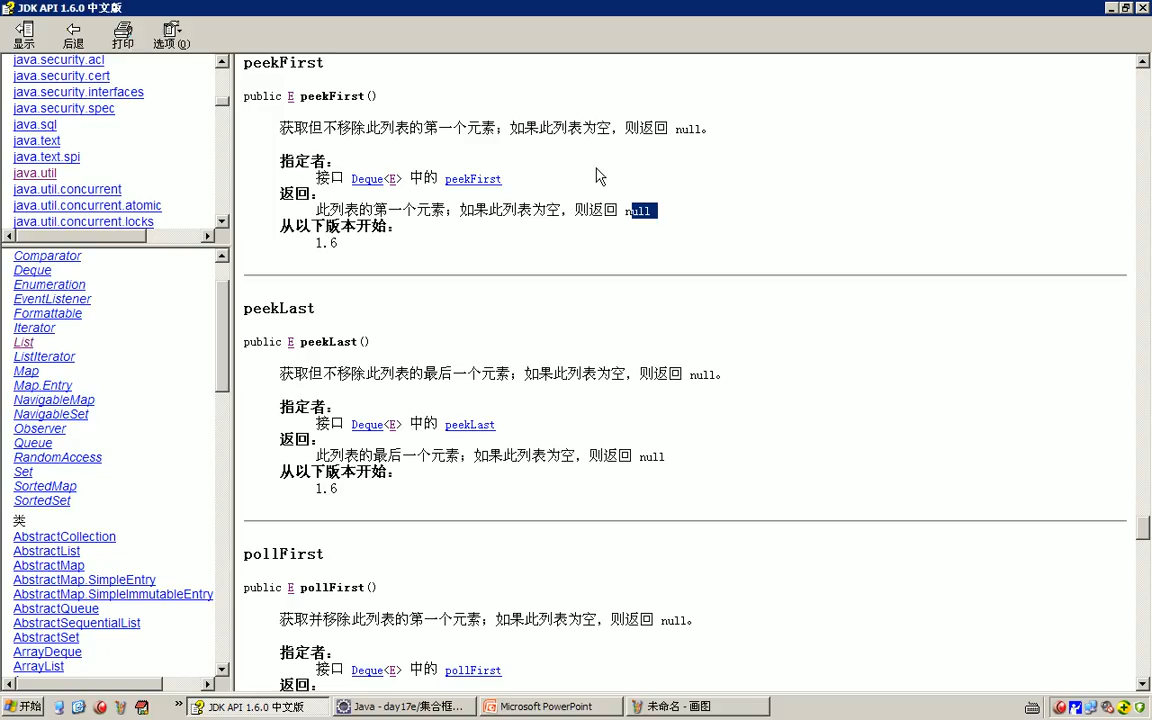 JDK API 1.6.0 中文版
显示 后退 打印 选项(O)
java.security.acl
java.security.cert
java.security.interfaces
java.security.spec
java.sql
java.text
java.text.spi
java.util
java.util.concurrent
java.util.concurrent.atomic
java.util.concurrent.locks
Comparator
Deque
Enumeration
EventListener
Formattable
Iterator
List
ListIterator
Map
Map.Entry
NavigableMap
NavigableSet
Observer
Queue
RandomAccess
Set
SortedMap
SortedSet
类
AbstractCollection
AbstractList
AbstractMap
AbstractMap.SimpleEntry
AbstractMap.SimpleImmutableEntry
AbstractQueue
AbstractSequentialList
AbstractSet
ArrayDeque
ArrayList
peekFirst
public E peekFirst()
获取但不移除此列表的第一个元素；如果此列表为空，则返回 null。
指定者：
接口 Deque<E> 中的 peekFirst
返回：
此列表的第一个元素；如果此列表为空，则返回 null
从以下版本开始：
1.6
peekLast
public E peekLast()
获取但不移除此列表的最后一个元素；如果此列表为空，则返回 null。
指定者：
接口 Deque<E> 中的 peekLast
返回：
此列表的最后一个元素；如果此列表为空，则返回 null
从以下版本开始：
1.6
pollFirst
public E pollFirst()
获取并移除此列表的第一个元素；如果此列表为空，则返回 null。
指定者：
接口 Deque<E> 中的 pollFirst
返回：
开始 » JDK API 1.6.0 中文版 Java - day17e/集合框... Microsoft PowerPoint 未命名 - 画图